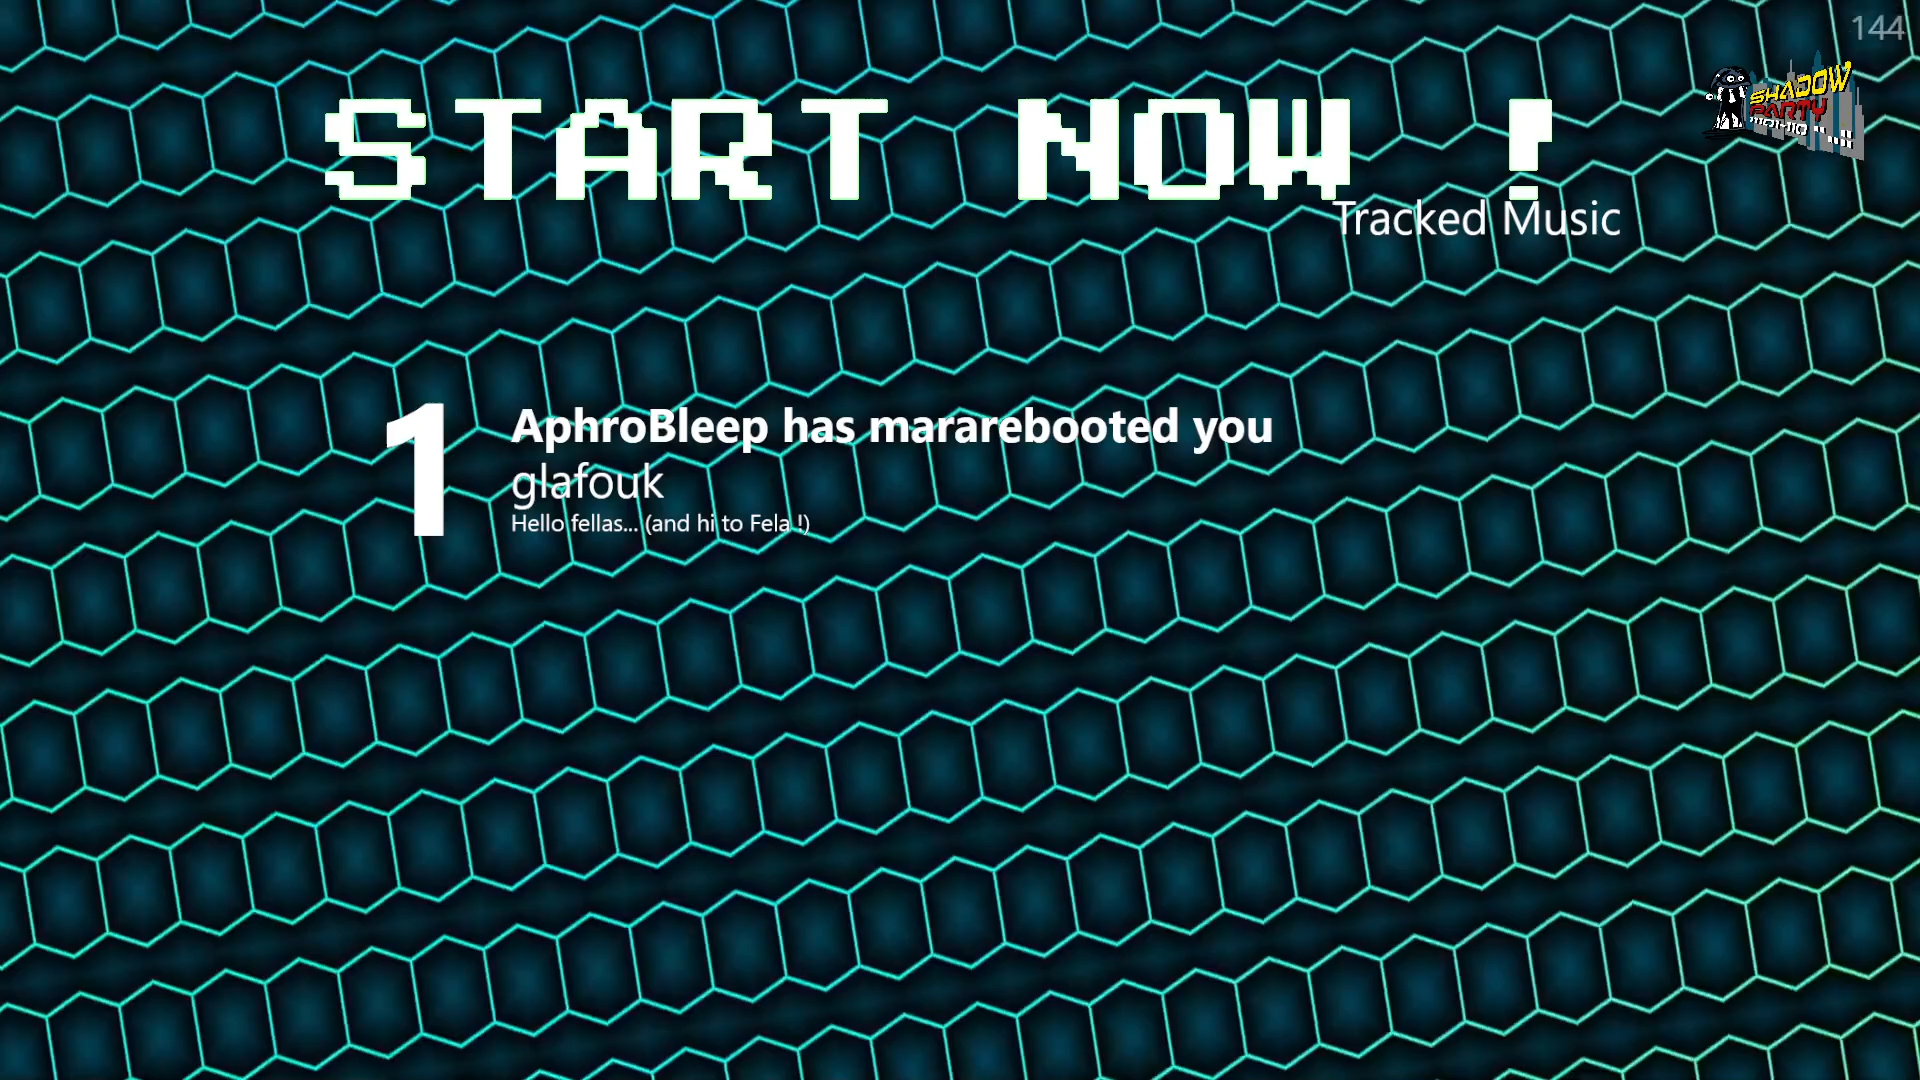 144
SHADOW
PARTY
START NOW !
Tracked Music
1
AphroBleep has mararebooted you
glafouk
Hello fellas... (and hi to Fela !)